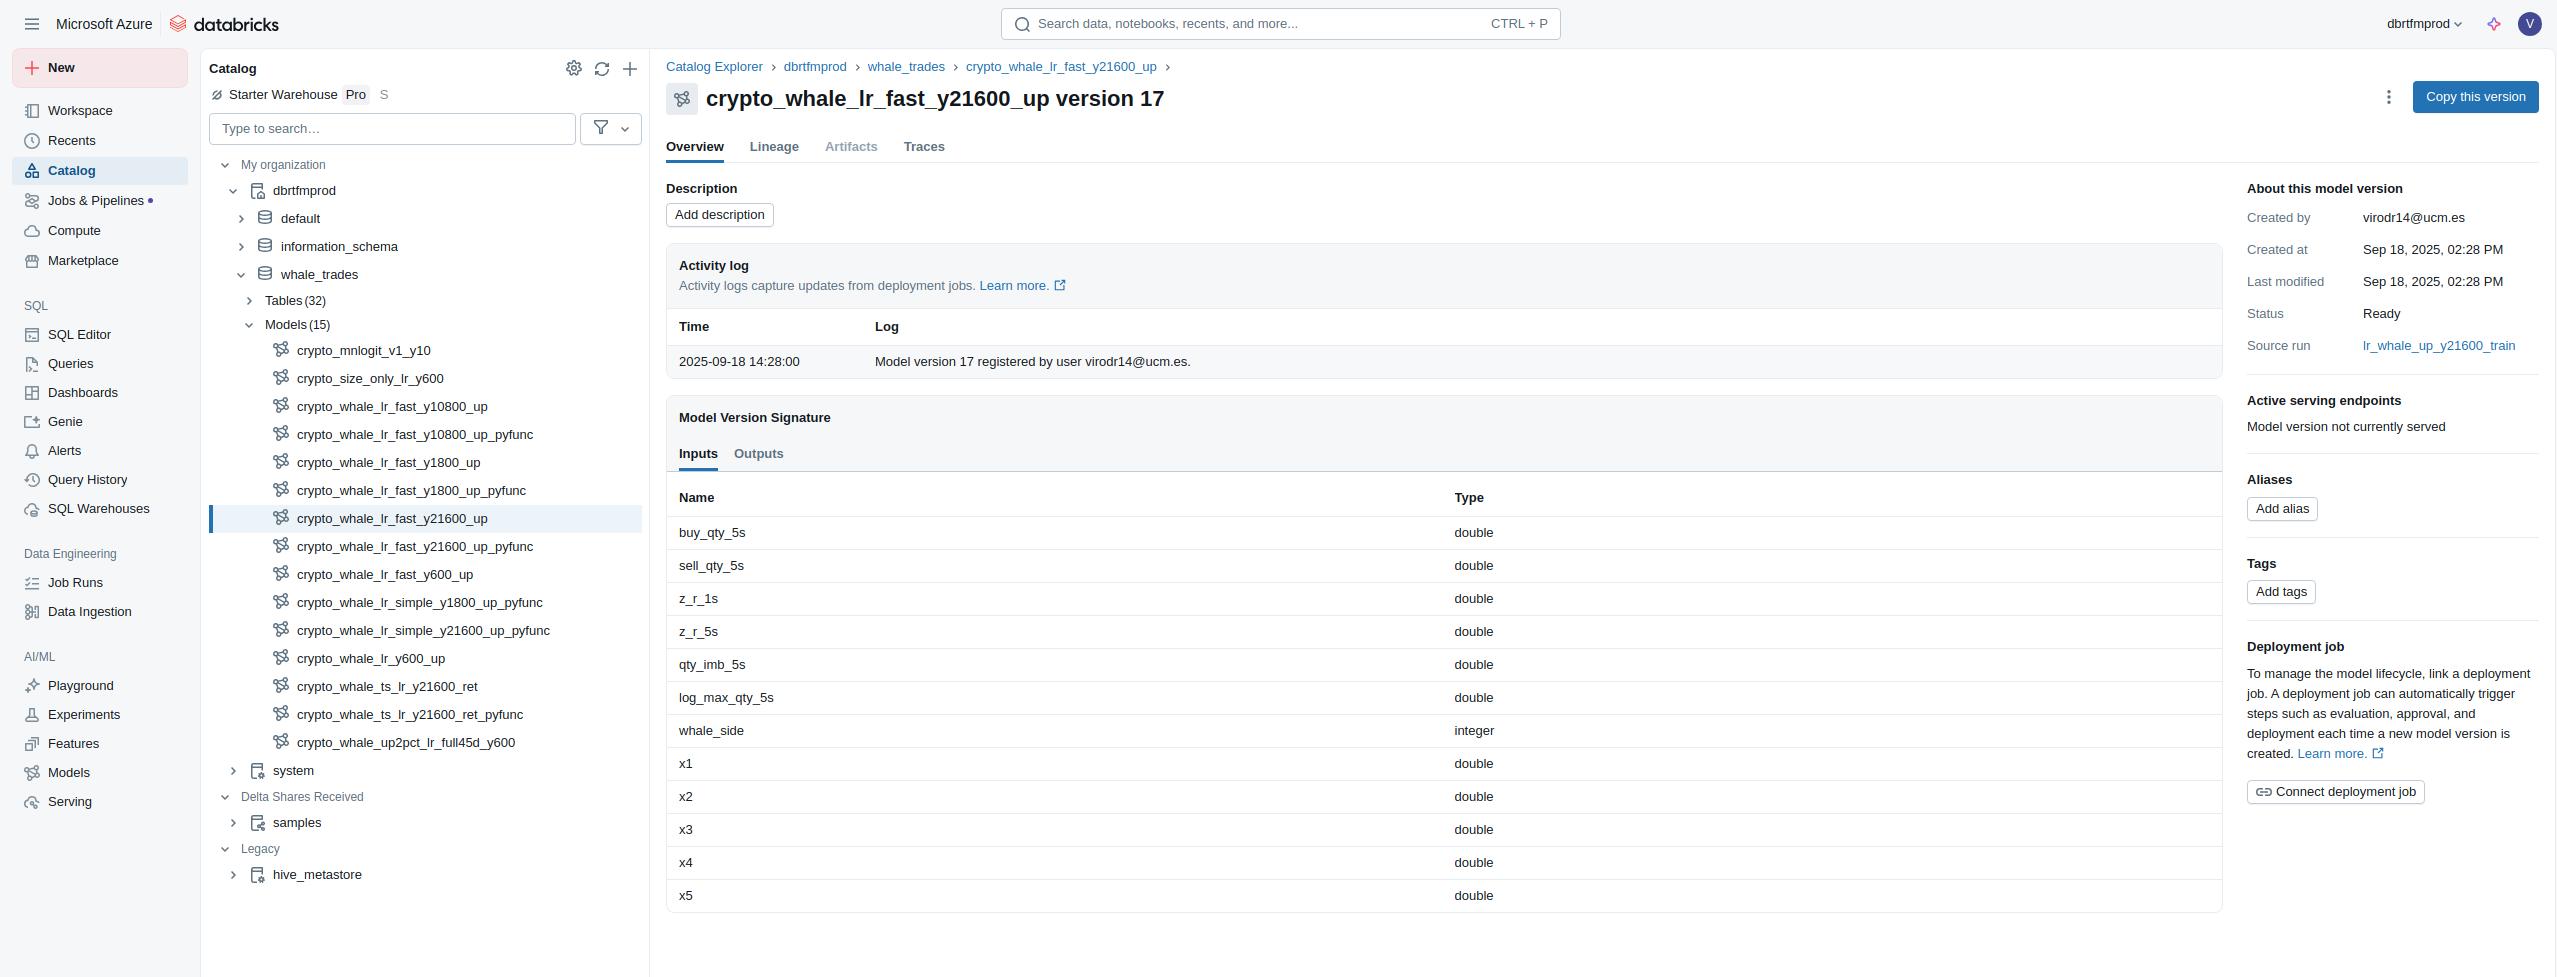 Microsoft Azure databricks
Search data, notebooks, recents, and more... CTRL + P
dbrtfmprod
V
New
Workspace
Recents
Catalog
Jobs & Pipelines
Compute
Marketplace
SQL
SQL Editor
Queries
Dashboards
Genie
Alerts
Query History
SQL Warehouses
Data Engineering
Job Runs
Data Ingestion
AI/ML
Playground
Experiments
Features
Models
Serving
Catalog
Starter Warehouse Pro S
Type to search...
My organization
dbrtfmprod
default
information_schema
whale_trades
Tables (32)
Models (15)
crypto_mnlogit_v1_y10
crypto_size_only_lr_y600
crypto_whale_lr_fast_y10800_up
crypto_whale_lr_fast_y10800_up_pyfunc
crypto_whale_lr_fast_y1800_up
crypto_whale_lr_fast_y1800_up_pyfunc
crypto_whale_lr_fast_y21600_up
crypto_whale_lr_fast_y21600_up_pyfunc
crypto_whale_lr_fast_y600_up
crypto_whale_lr_simple_y1800_up_pyfunc
crypto_whale_lr_simple_y21600_up_pyfunc
crypto_whale_lr_y600_up
crypto_whale_ts_lr_y21600_ret
crypto_whale_ts_lr_y21600_ret_pyfunc
crypto_whale_up2pct_lr_full45d_y600
system
Delta Shares Received
samples
Legacy
hive_metastore
Catalog Explorer › dbrtfmprod › whale_trades › crypto_whale_lr_fast_y21600_up ›
crypto_whale_lr_fast_y21600_up version 17
Copy this version
Overview Lineage Artifacts Traces
Description
Add description
Activity log
Activity logs capture updates from deployment jobs. Learn more.
Time Log
2025-09-18 14:28:00 Model version 17 registered by user virodr14@ucm.es.
Model Version Signature
Inputs Outputs
Name Type
buy_qty_5s double
sell_qty_5s double
z_r_1s double
z_r_5s double
qty_imb_5s double
log_max_qty_5s double
whale_side integer
x1 double
x2 double
x3 double
x4 double
x5 double
About this model version
Created by virodr14@ucm.es
Created at Sep 18, 2025, 02:28 PM
Last modified Sep 18, 2025, 02:28 PM
Status Ready
Source run lr_whale_up_y21600_train
Active serving endpoints
Model version not currently served
Aliases
Add alias
Tags
Add tags
Deployment job
To manage the model lifecycle, link a deployment
job. A deployment job can automatically trigger
steps such as evaluation, approval, and
deployment each time a new model version is
created. Learn more.
Connect deployment job